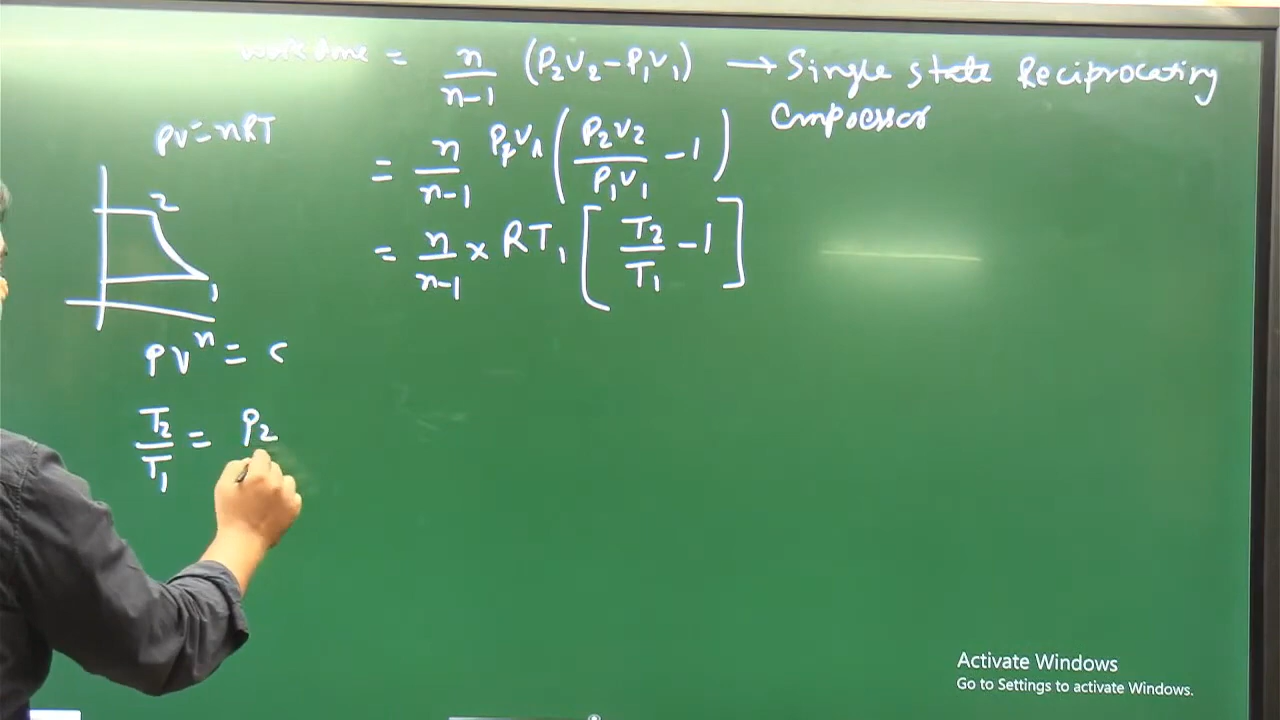 work done = n/n-1 (P2V2-P1V1) → Single state Reciprocating
Cmpoessor
PV=nRT
= n/n-1 P1V1 (P2V2/P1V1 -1)
= n/n-1 × RT1 [T2/T1 -1]
2
1
PV^n = c
T2/T1 = P2
Activate Windows
Go to Settings to activate Windows.